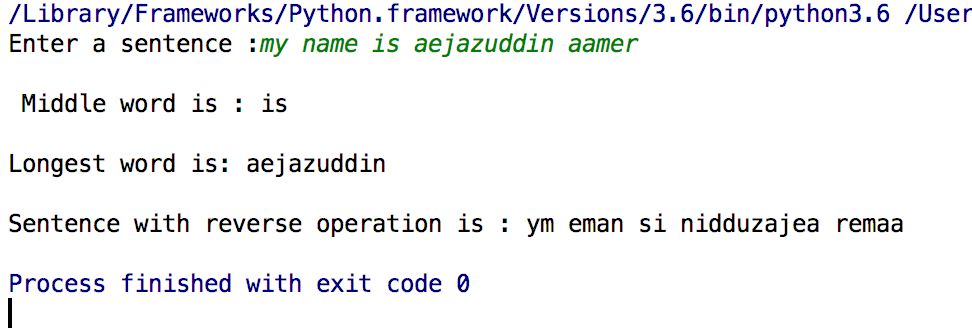 /Library/Frameworks/Python.framework/Versions/3.6/bin/python3.6 /User
Enter a sentence :my name is aejazuddin aamer
Middle word is : is
Longest word is: aejazuddin
Sentence with reverse operation is : ym eman si nidduzajea remaa
Process finished with exit code 0